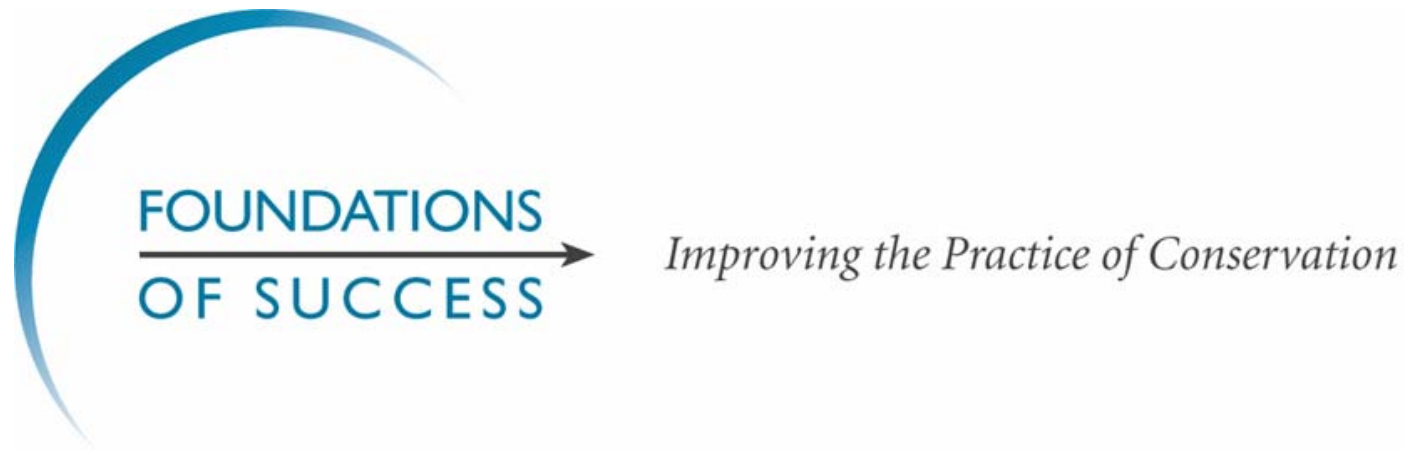 FOUNDATIONS
OF SUCCESS
Improving the Practice of Conservation